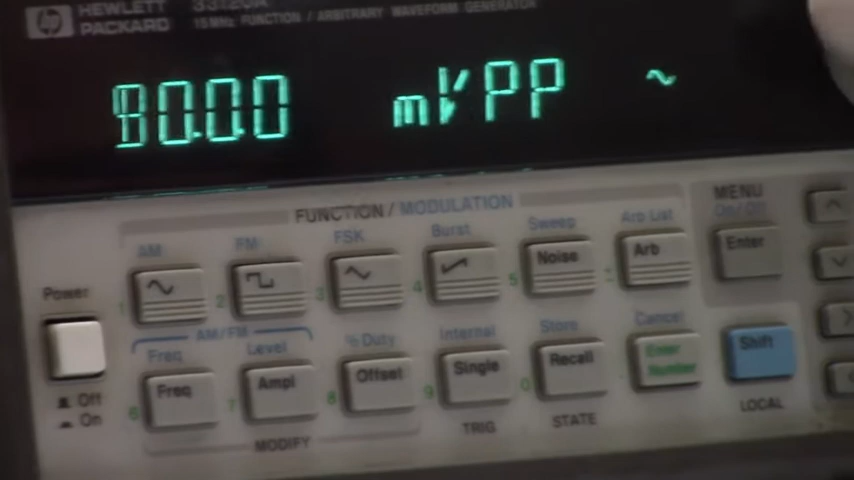 hp HEWLETT PACKARD 33120A
15 MHz FUNCTION / ARBITRARY WAVEFORM GENERATOR
mVPP ~
FUNCTION / MODULATION
MENU
On/Off
AM FM FSK Burst Sweep Arb List
Enter
1 2 3 4 5 Noise ± Arb
Power
AM/FM
Freq Level % Duty Internal Store Cancel
Freq Ampl Offset Single Recall Enter Number Shift
6 7 8 9 0
Off
On
MODIFY TRIG STATE LOCAL